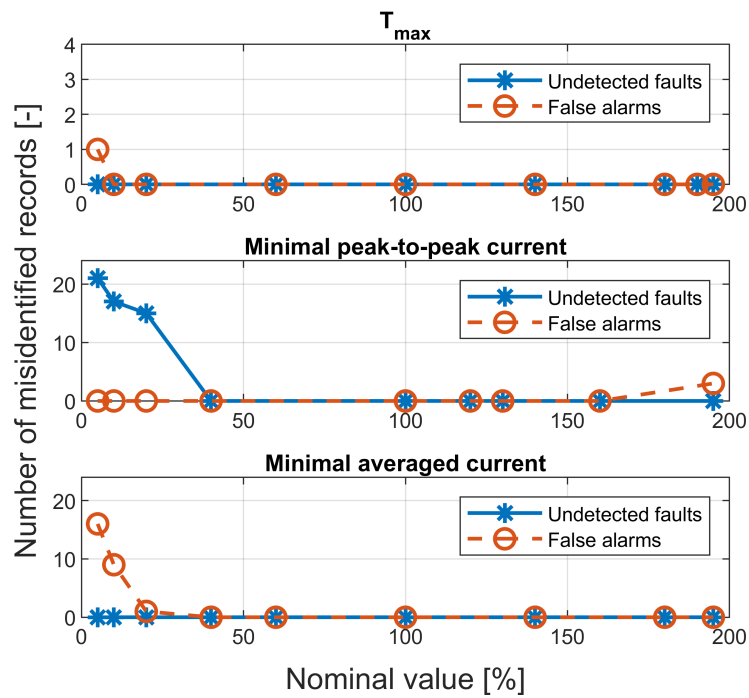 T_max
4
3
2
1
0
0 50 100 150 200
Undetected faults
False alarms
Number of misidentified records [-]
Minimal peak-to-peak current
20
10
0
0 50 100 150 200
Undetected faults
False alarms
Minimal averaged current
20
10
0
0 50 100 150 200
Undetected faults
False alarms
Nominal value [%]